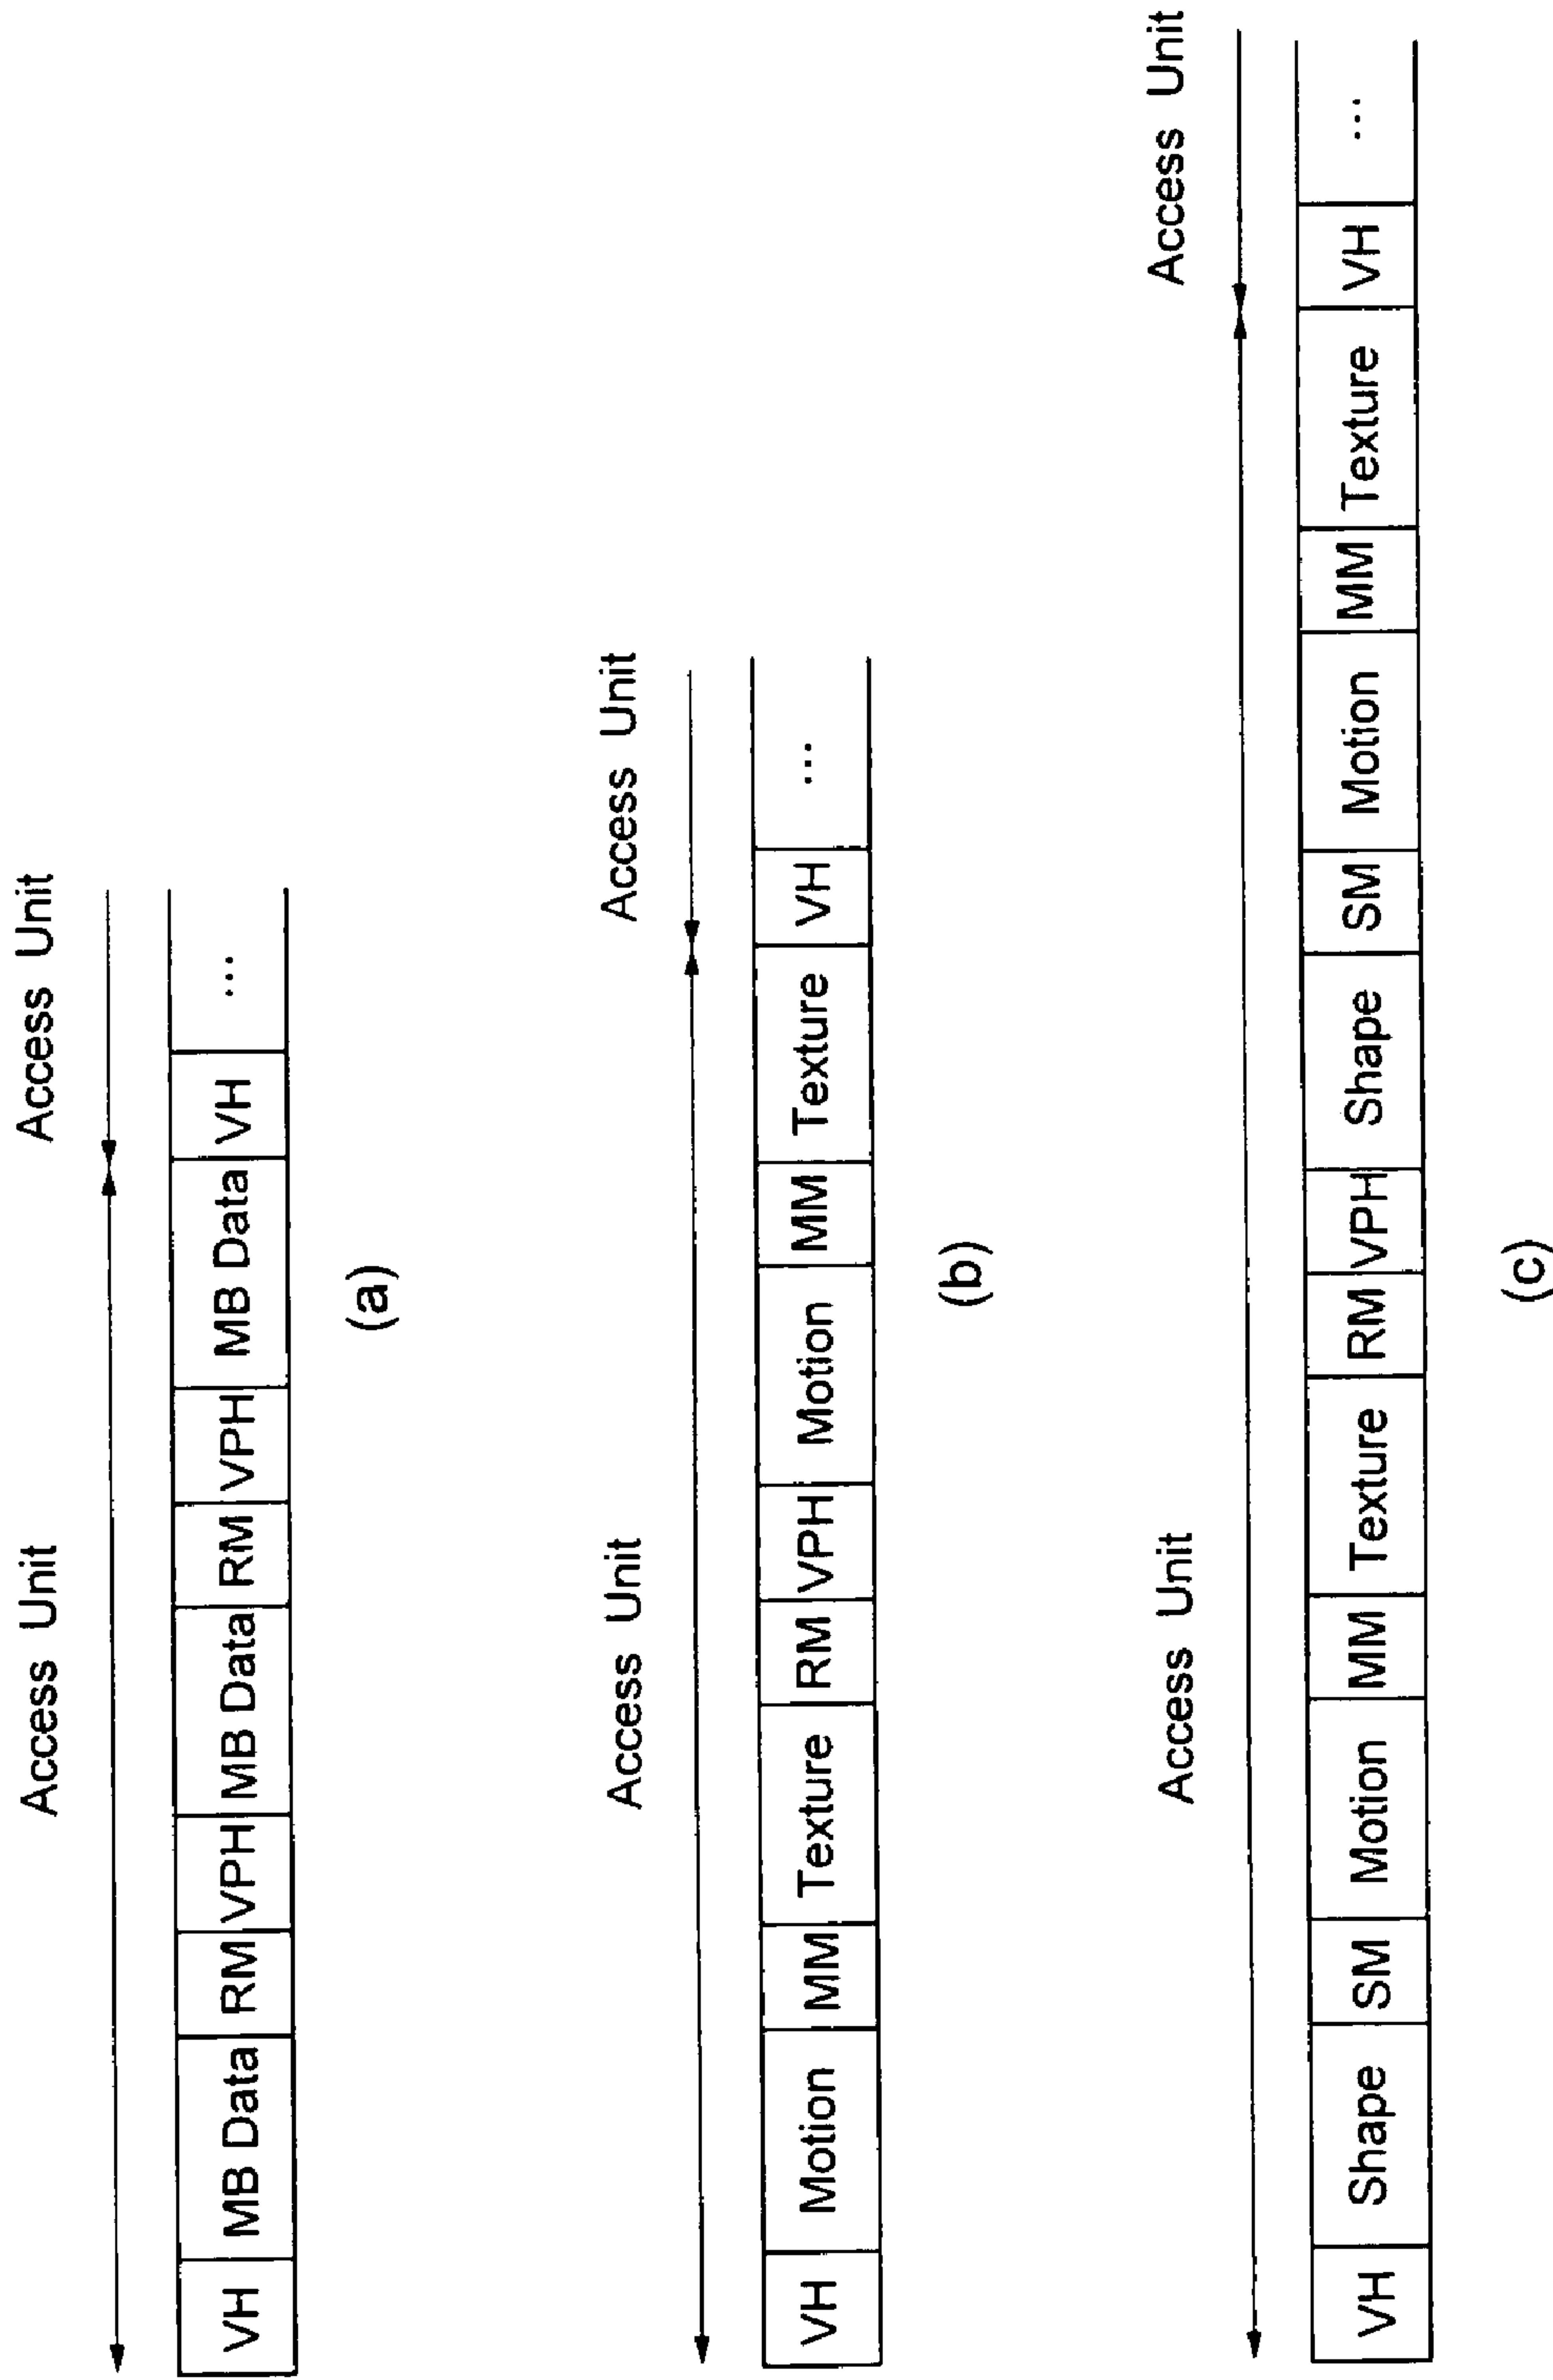 Access Unit Access Unit
VH MB Data RM VPH MB Data RM VPH MB Data VH ...
(a)
Access Unit Access Unit
VH Motion MM Texture RM VPH Motion MM Texture VH ...
(b)
Access Unit Access Unit
VH Shape SM Motion MM Texture RM VPH Shape SM Motion MM Texture VH ...
(c)